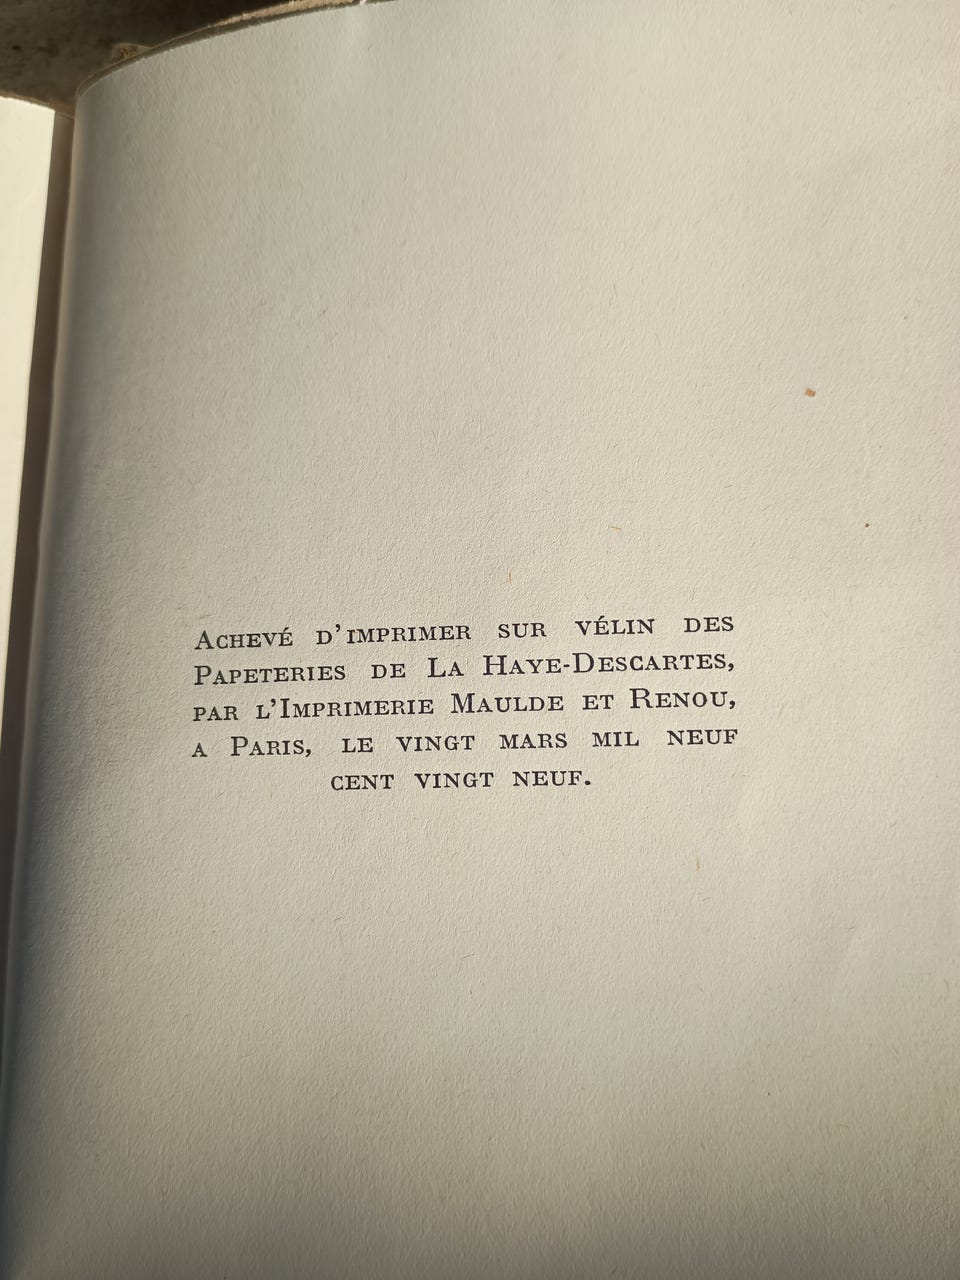 Achevé d'imprimer sur vélin des
Papeteries de La Haye-Descartes,
par l'Imprimerie Maulde et Renou,
a Paris, le vingt mars mil neuf
cent vingt neuf.